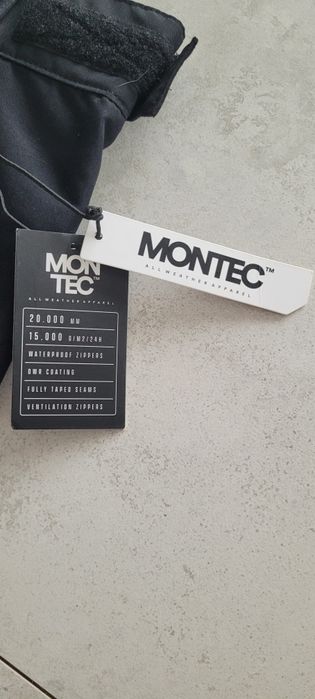 MON
TEC™
ALL WEATHER APPAREL
20.000 MM
15.000 G/M2/24H
WATERPROOF ZIPPERS
DWR COATING
FULLY TAPED SEAMS
VENTILATION ZIPPERS
MONTEC™
ALL WEATHER APPAREL